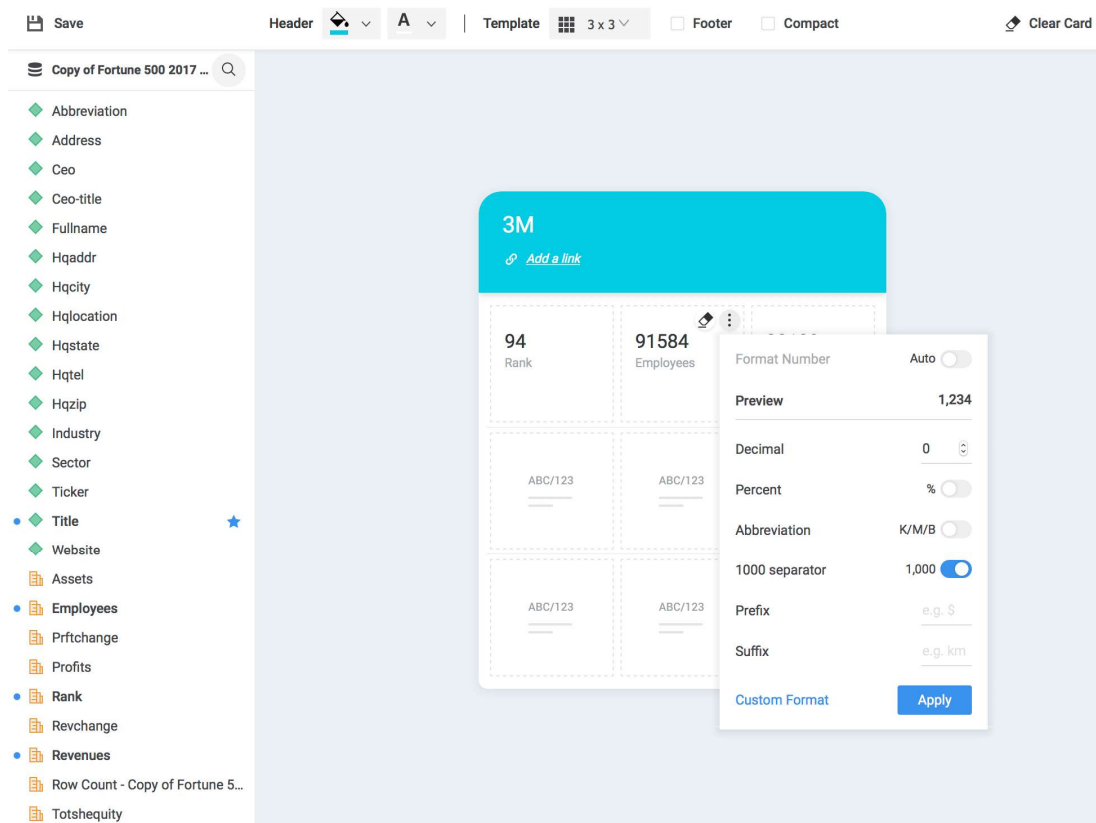 Save
Header A Template 3 x 3 Footer Compact Clear Card
Copy of Fortune 500 2017 ...
Abbreviation
Address
Ceo
Ceo-title
Fullname
Hqaddr
Hqcity
Hqlocation
Hqstate
Hqtel
Hqzip
Industry
Sector
Ticker
Title
Website
Assets
Employees
Prftchange
Profits
Rank
Revchange
Revenues
Row Count - Copy of Fortune 5...
Totshequity
3M
Add a link
94
Rank
91584
Employees
ABC/123
ABC/123
ABC/123
ABC/123
Format Number Auto
Preview 1,234
Decimal 0
Percent %
Abbreviation K/M/B
1000 separator 1,000
Prefix e.g. $
Suffix e.g. km
Custom Format Apply